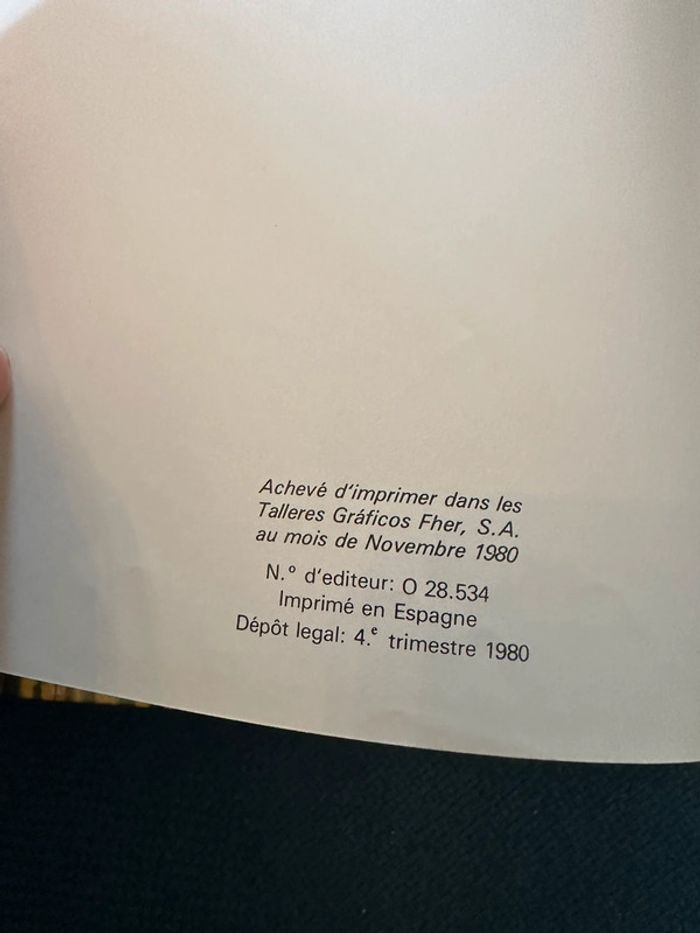 Achevé d'imprimer dans les
Talleres Gráficos Fher, S.A.
au mois de Novembre 1980
N.º d'editeur: O 28.534
Imprimé en Espagne
Dépôt legal: 4.e trimestre 1980